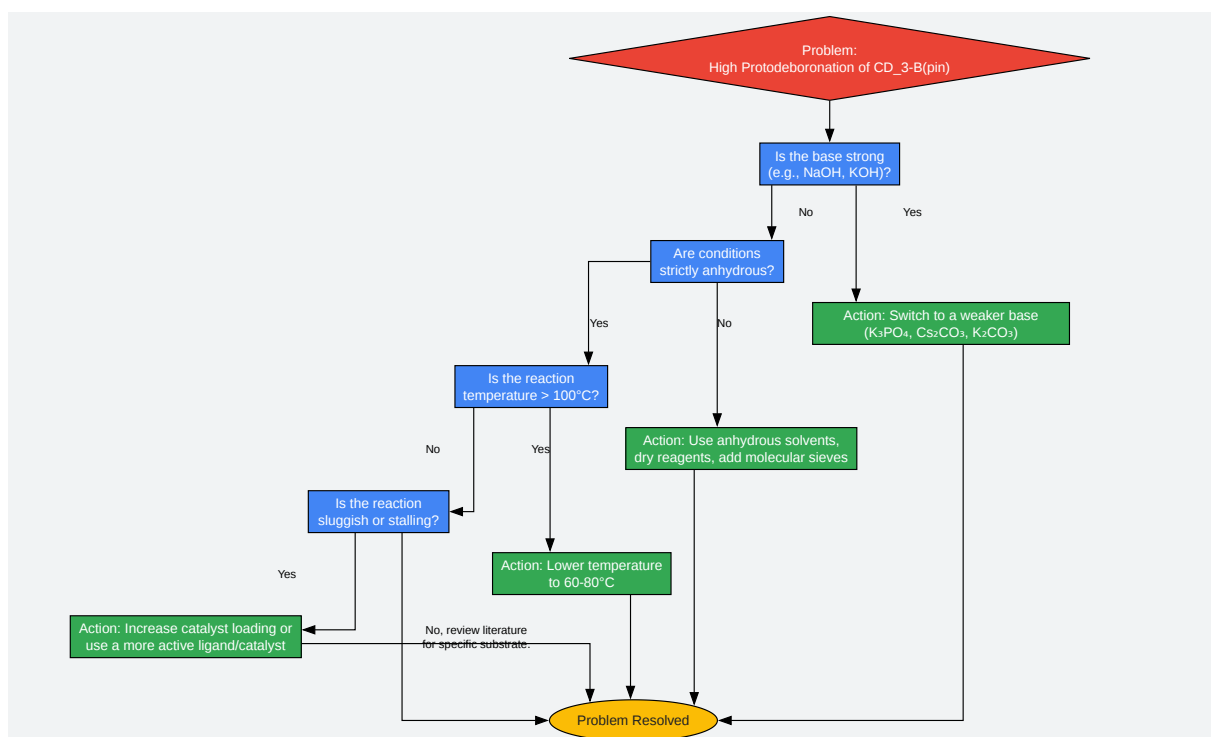 Problem:
High Protodeboronation of CD_3-B(pin)
Is the base strong
(e.g., NaOH, KOH)?
No
Yes
Are conditions
strictly anhydrous?
Action: Switch to a weaker base
(K₃PO₄, Cs₂CO₃, K₂CO₃)
Yes
No
Is the reaction
temperature > 100°C?
Action: Use anhydrous solvents,
dry reagents, add molecular sieves
No
Yes
Is the reaction
sluggish or stalling?
Action: Lower temperature
to 60-80°C
Yes
Action: Increase catalyst loading or
use a more active ligand/catalyst
No, review literature
for specific substrate.
Problem Resolved